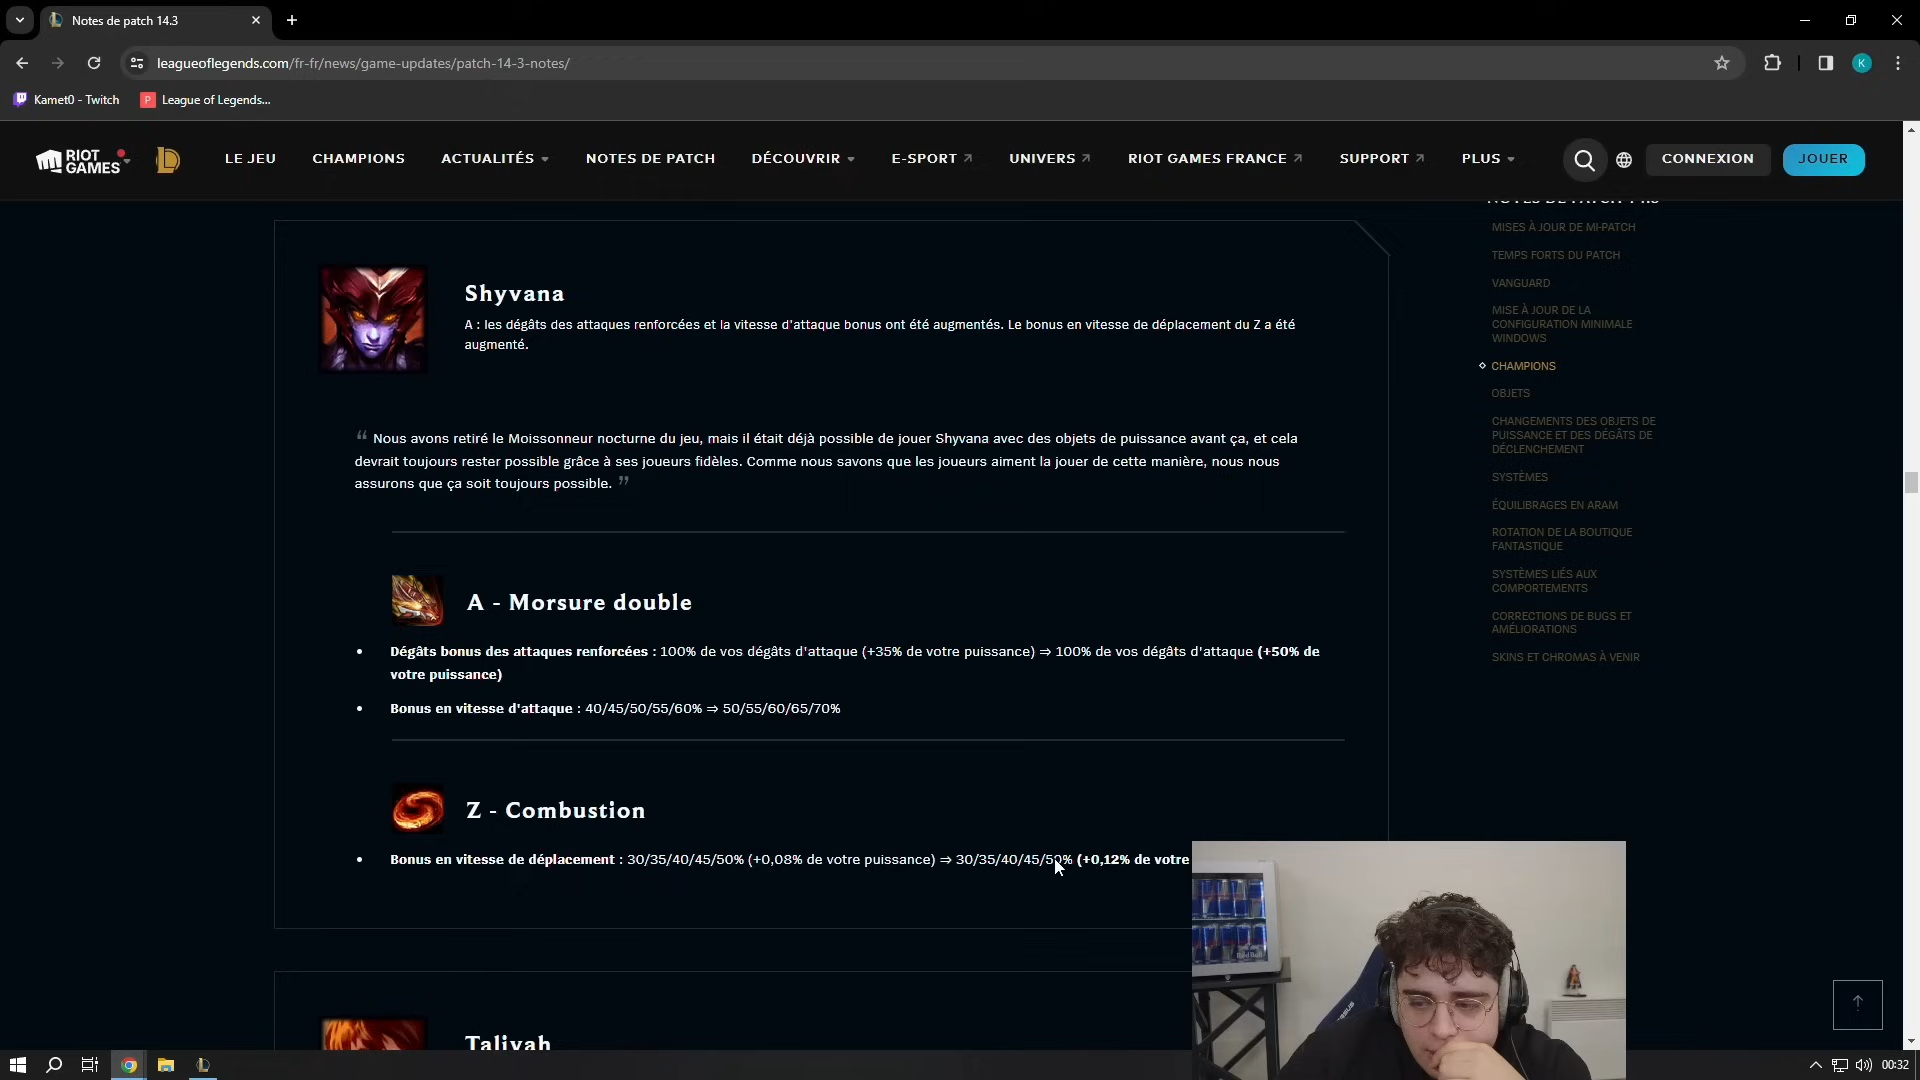 Notes de patch 14.3
leagueoflegends.com/fr-fr/news/game-updates/patch-14-3-notes/
K
Kamet0 - Twitch
P League of Legends...
RIOT GAMES
LE JEU
CHAMPIONS
ACTUALITÉS
NOTES DE PATCH
DÉCOUVRIR
E-SPORT
UNIVERS
RIOT GAMES FRANCE
SUPPORT
PLUS
CONNEXION
JOUER
Shyvana
A : les dégâts des attaques renforcées et la vitesse d'attaque bonus ont été augmentés. Le bonus en vitesse de déplacement du Z a été
augmenté.
“ Nous avons retiré le Moissonneur nocturne du jeu, mais il était déjà possible de jouer Shyvana avec des objets de puissance avant ça, et cela
devrait toujours rester possible grâce à ses joueurs fidèles. Comme nous savons que les joueurs aiment la jouer de cette manière, nous nous
assurons que ça soit toujours possible. ”
A - Morsure double
• Dégâts bonus des attaques renforcées : 100% de vos dégâts d'attaque (+35% de votre puissance) ⇒ 100% de vos dégâts d'attaque (+50% de
votre puissance)
• Bonus en vitesse d'attaque : 40/45/50/55/60% ⇒ 50/55/60/65/70%
Z - Combustion
• Bonus en vitesse de déplacement : 30/35/40/45/50% (+0,08% de votre puissance) ⇒ 30/35/40/45/50% (+0,12% de votre
Taliyah
NOTES DE PATCH 14.3
MISES À JOUR DE MI-PATCH
TEMPS FORTS DU PATCH
VANGUARD
MISE À JOUR DE LA
CONFIGURATION MINIMALE
WINDOWS
CHAMPIONS
OBJETS
CHANGEMENTS DES OBJETS DE
PUISSANCE ET DES DÉGÂTS DE
DÉCLENCHEMENT
SYSTÈMES
ÉQUILIBRAGES EN ARAM
ROTATION DE LA BOUTIQUE
FANTASTIQUE
SYSTÈMES LIÉS AUX
COMPORTEMENTS
CORRECTIONS DE BUGS ET
AMÉLIORATIONS
SKINS ET CHROMAS À VENIR
Red Bull
00:32